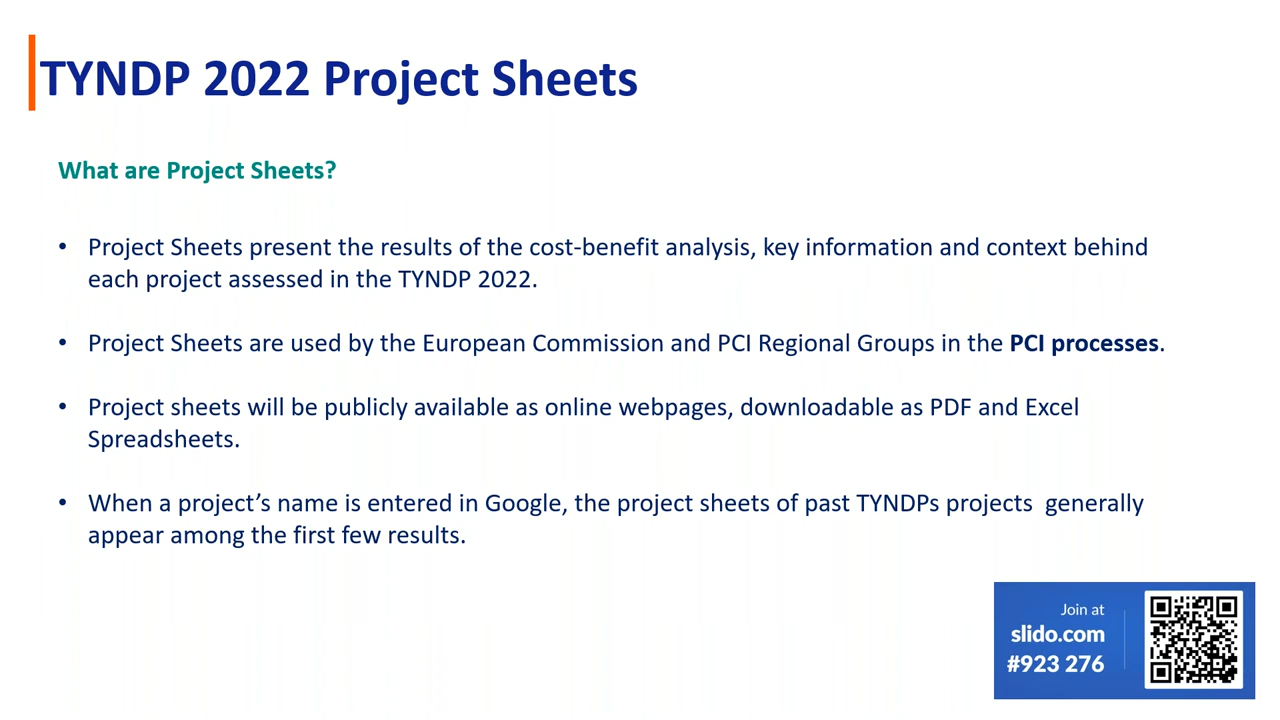 TYNDP 2022 Project Sheets
What are Project Sheets?
• Project Sheets present the results of the cost-benefit analysis, key information and context behind
each project assessed in the TYNDP 2022.
• Project Sheets are used by the European Commission and PCI Regional Groups in the PCI processes.
• Project sheets will be publicly available as online webpages, downloadable as PDF and Excel
Spreadsheets.
• When a project’s name is entered in Google, the project sheets of past TYNDPs projects  generally
appear among the first few results.
Join at
slido.com
#923 276